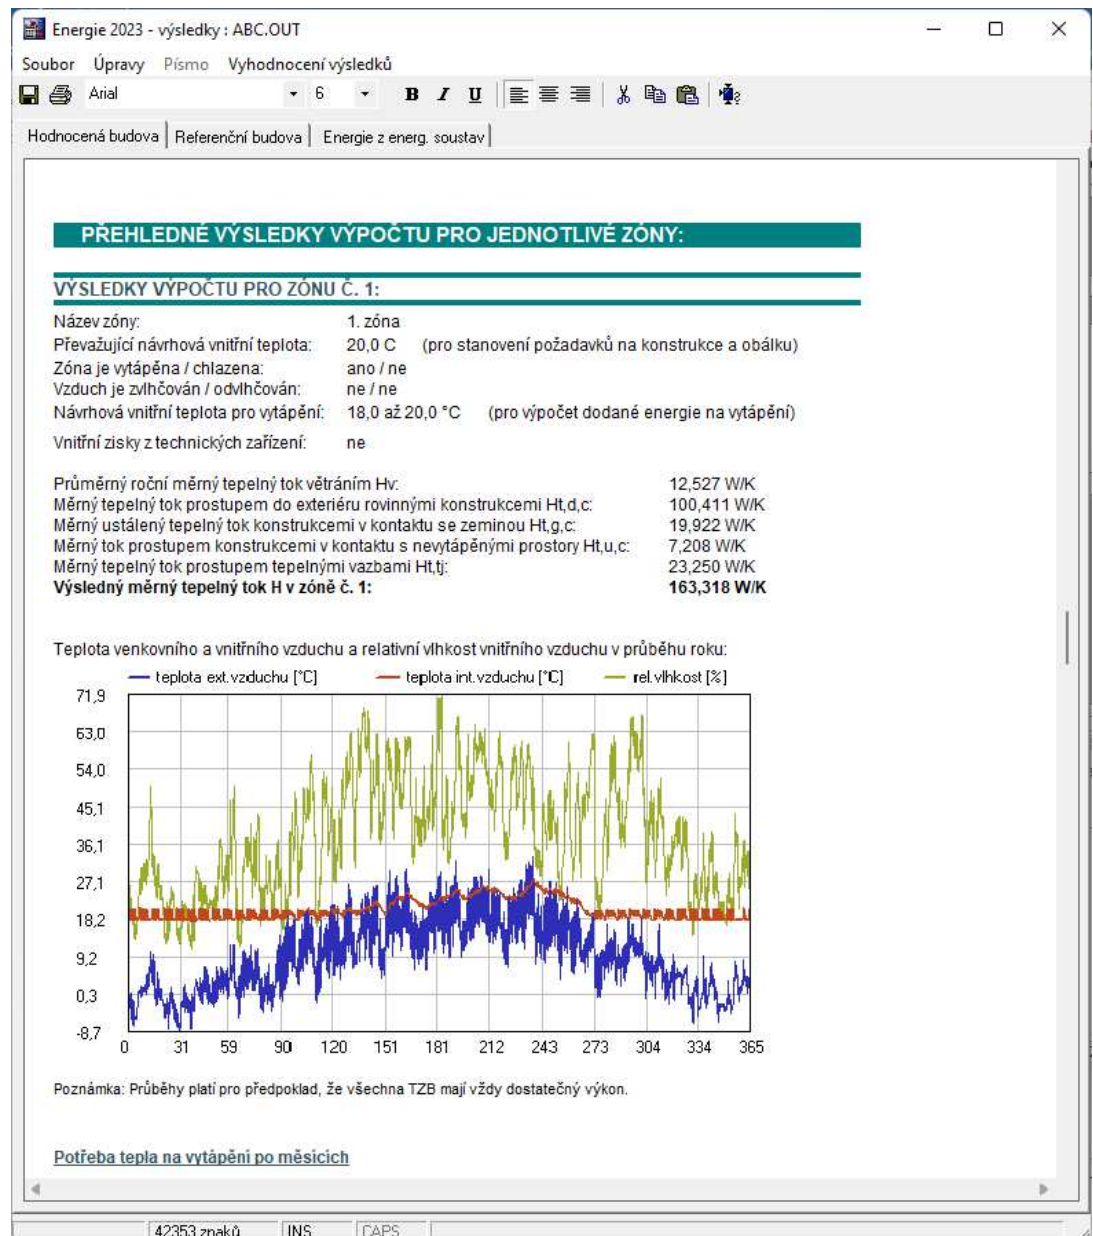 Energie 2023 - výsledky : ABC.OUT
Soubor Úpravy Písmo Vyhodnocení výsledků
Arial 6 B I U
Hodnocená budova Referenční budova Energie z energ. soustav
PŘEHLEDNÉ VÝSLEDKY VÝPOČTU PRO JEDNOTLIVÉ ZÓNY:
VÝSLEDKY VÝPOČTU PRO ZÓNU Č. 1:
Název zóny: 1. zóna
Převažující návrhová vnitřní teplota: 20,0 C (pro stanovení požadavků na konstrukce a obálku)
Zóna je vytápěna / chlazena: ano / ne
Vzduch je zvlhčován / odvlhčován: ne / ne
Návrhová vnitřní teplota pro vytápění: 18,0 až 20,0 °C (pro výpočet dodané energie na vytápění)
Vnitřní zisky z technických zařízení: ne
Průměrný roční měrný tepelný tok větráním Hv: 12,527 W/K
Měrný tepelný tok prostupem do exteriéru rovinnými konstrukcemi Ht,d,c: 100,411 W/K
Měrný ustálený tepelný tok konstrukcemi v kontaktu se zeminou Ht,g,c: 19,922 W/K
Měrný tok prostupem konstrukcemi v kontaktu s nevytápěnými prostory Ht,u,c: 7,208 W/K
Měrný tepelný tok prostupem tepelnými vazbami Ht,tj: 23,250 W/K
Výsledný měrný tepelný tok H v zóně č. 1: 163,318 W/K
Teplota venkovního a vnitřního vzduchu a relativní vlhkost vnitřního vzduchu v průběhu roku:
teplota ext.vzduchu [°C] teplota int.vzduchu [°C] rel.vlhkost [%]
71,9
63,0
54,0
45,1
36,1
27,1
18,2
9,2
0,3
-8,7
0 31 59 90 120 151 181 212 243 273 304 334 365
Poznámka: Průběhy platí pro předpoklad, že všechna TZB mají vždy dostatečný výkon.
Potřeba tepla na vytápění po měsících
42353 znaků INS CAPS